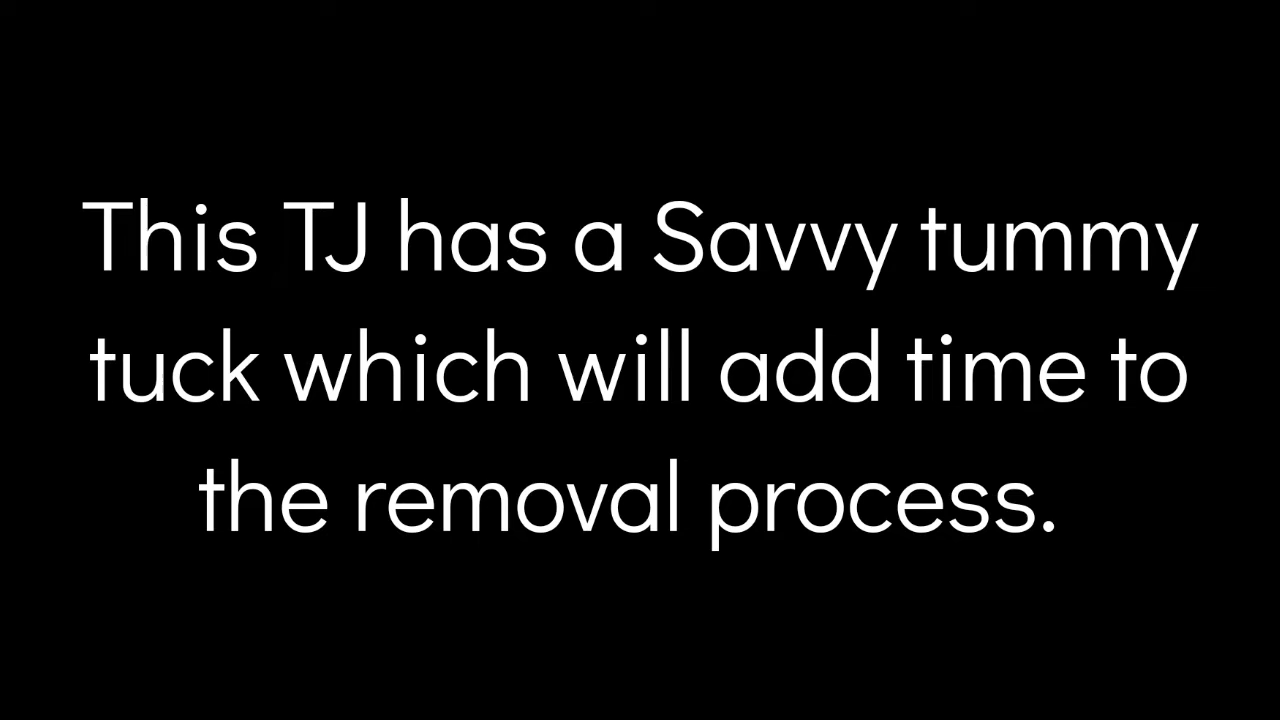 This TJ has a Savvy tummy
tuck which will add time to
the removal process.